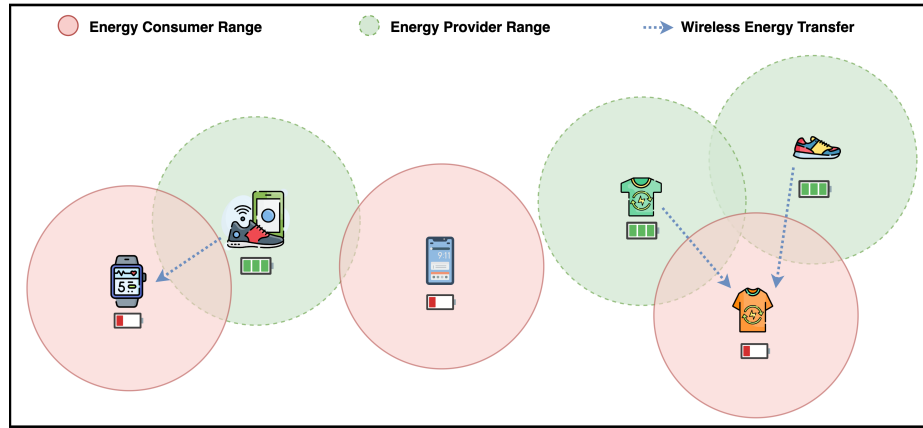 Energy Consumer Range
Energy Provider Range
Wireless Energy Transfer
9:11
5